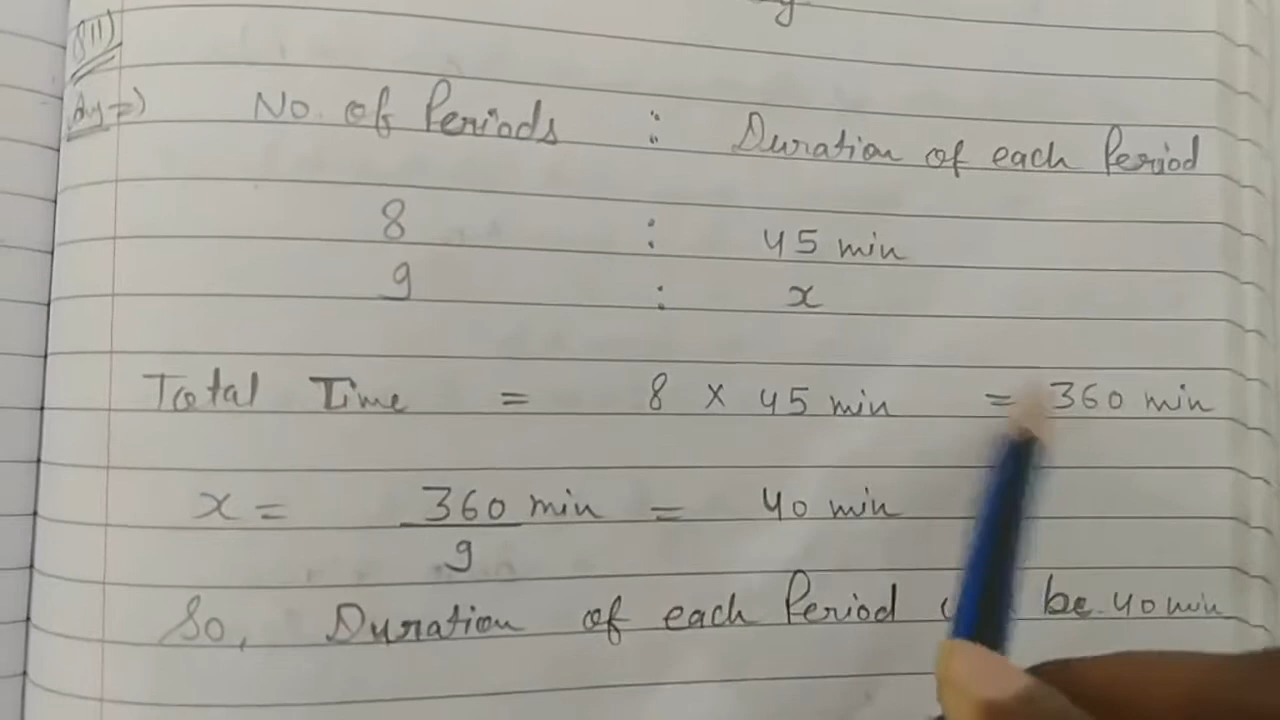 811)
Ans=> No. of Periods : Duration of each Period
8 : 45 min
9 : x
Total Time = 8 × 45 min = 360 min
x = 360 min = 40 min
9
So, Duration of each Period be 40 min